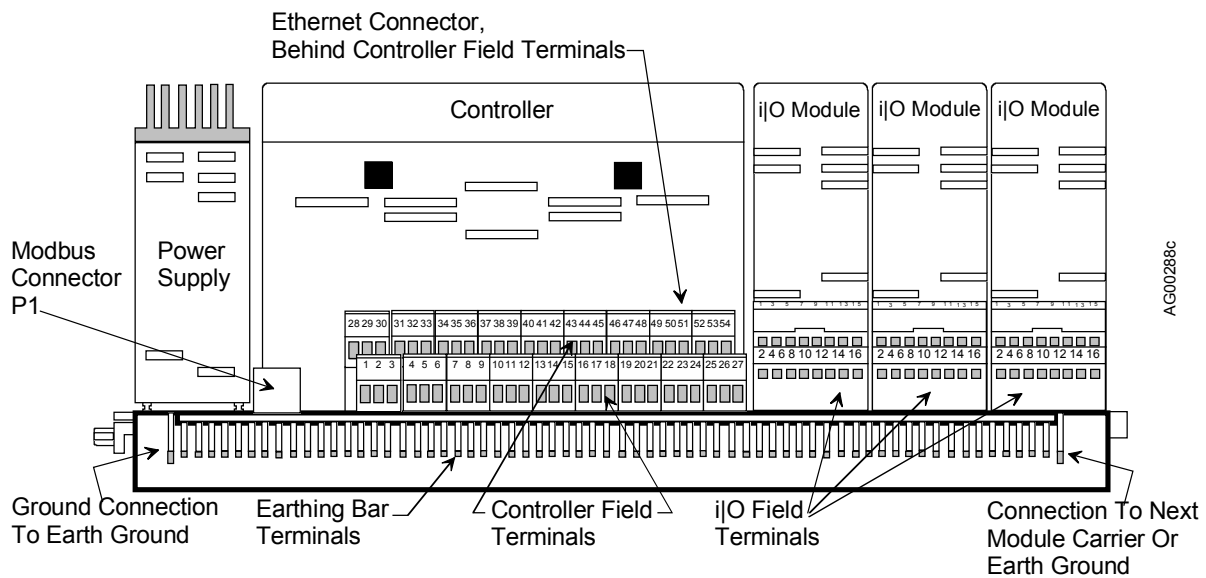 Ethernet Connector,
Behind Controller Field Terminals
Controller
i|O Module
i|O Module
i|O Module
Modbus
Connector
P1
Power
Supply
AG00288c
1 3 5 7 9 11 13 15
1 3 5 7 9 11 13 15
1 3 5 7 9 11 13 15
28 29 30 31 32 33 34 35 36 37 38 39 40 41 42 43 44 45 46 47 48 49 50 51 52 53 54
2 4 6 8 10 12 14 16
2 4 6 8 10 12 14 16
2 4 6 8 10 12 14 16
1 2 3 4 5 6 7 8 9 10 11 12 13 14 15 16 17 18 19 20 21 22 23 24 25 26 27
Ground Connection
To Earth Ground
Earthing Bar
Terminals
Controller Field
Terminals
i|O Field
Terminals
Connection To Next
Module Carrier Or
Earth Ground